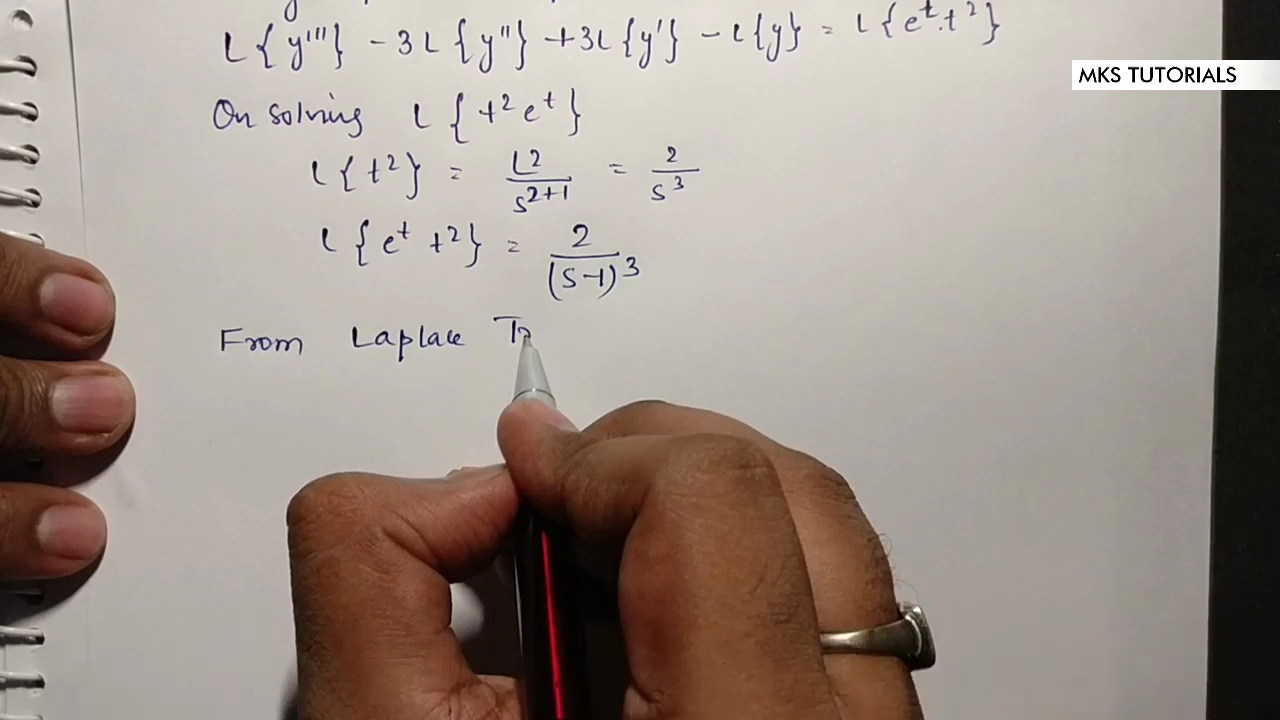 L{y'''} - 3L{y''} + 3L{y'} - L{y} = L{e^t.t^2}
MKS TUTORIALS
On solving L{t^2 e^t}
L{t^2} = L2/s^{2+1} = 2/s^3
L{e^t t^2} = 2/(s-1)^3
From Laplace Tr